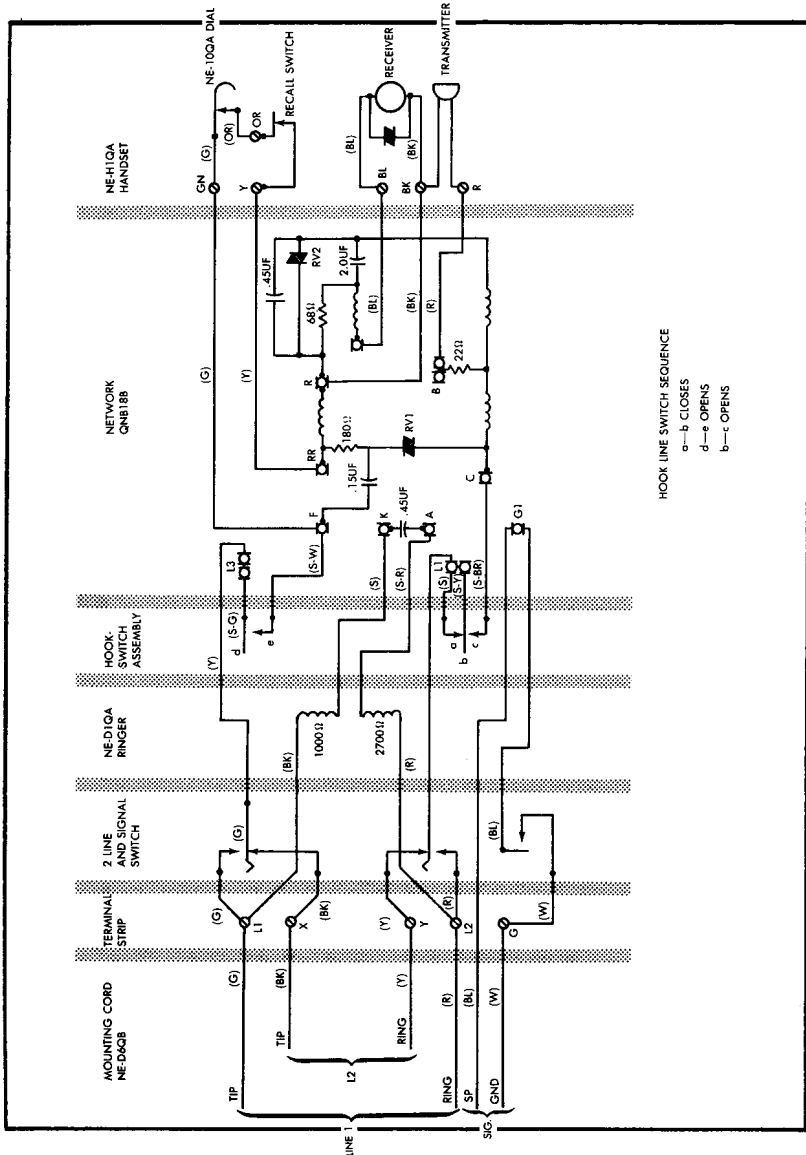 MOUNTING CORD
NE-D6QB
TERMINAL
STRIP
2 LINE
AND SIGNAL
SWITCH
NE-D1QA
RINGER
HOOK-
SWITCH
ASSEMBLY
NETWORK
QNB18B
NE-H1QA
HANDSET
NE-10QA DIAL
RECALL SWITCH
RECEIVER
TRANSMITTER
LINE 1
TIP
(G)
L1
(G)
(G)
(Y)
L3
d
(S-G)
e
(S-W)
F
(G)
GN
(G)
(OR)
OR
Y
(Y)
TIP
(BK)
X
(BK)
L2
RING
(Y)
Y
(Y)
(BK)
1000Ω
2700Ω
(R)
(S)
K
.45UF
A
(S-R)
.15UF
RR
180Ω
RV1
R
68Ω
.45UF
RV2
2.0UF
(BL)
(BL)
BL
(BK)
(BK)
BK
(R)
R
B
22Ω
C
RING
(R)
L2
(R)
a
b
c
(S)
(S-Y)
(S-BR)
L1
SIG.
SP
(BL)
GND
(W)
G
(W)
(BL)
G1
HOOK LINE SWITCH SEQUENCE
a—b CLOSES
d—e OPENS
b—c OPENS